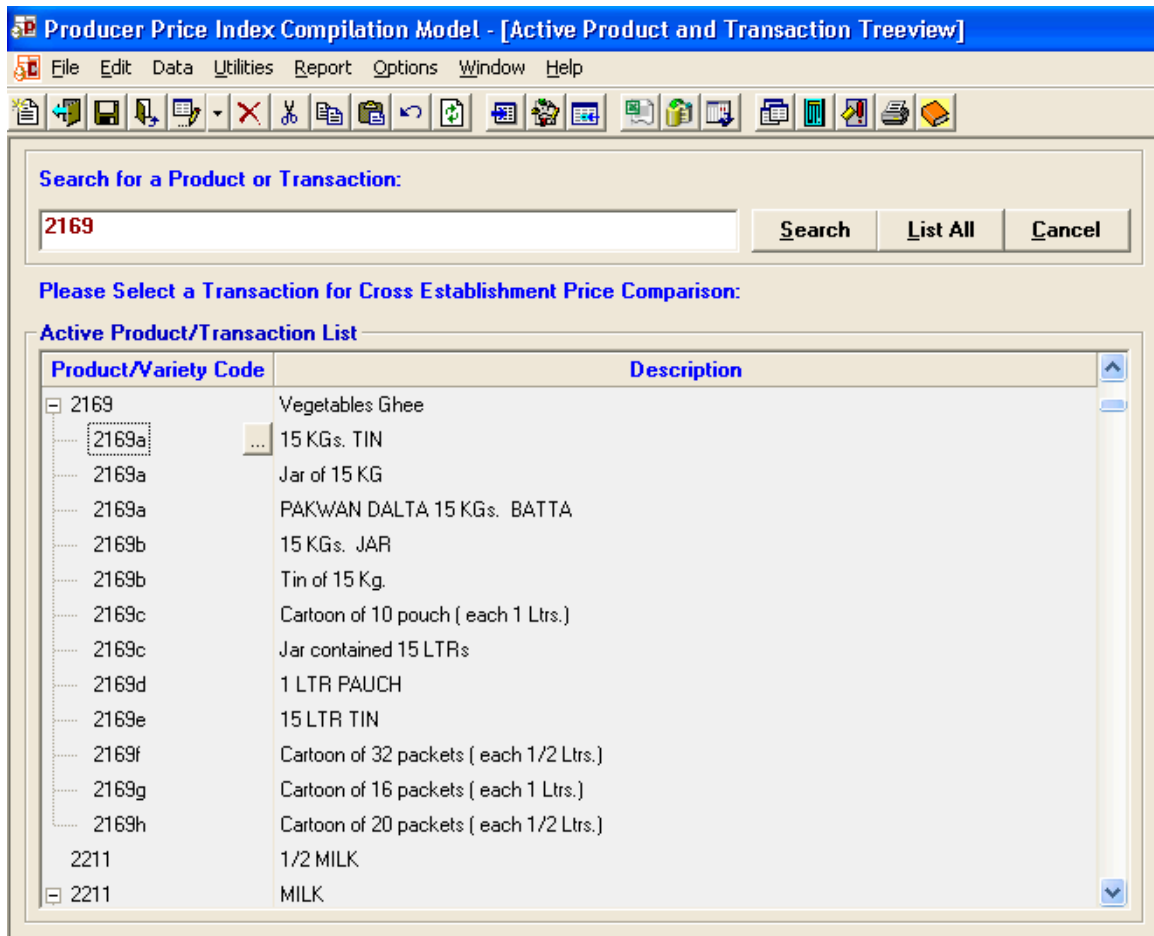 Producer Price Index Compilation Model - [Active Product and Transaction Treeview]
File Edit Data Utilities Report Options Window Help
Search for a Product or Transaction:
2169 Search List All Cancel
Please Select a Transaction for Cross Establishment Price Comparison:
Active Product/Transaction List
Product/Variety Code Description
2169 Vegetables Ghee
2169a ... 15 KGs. TIN
2169a Jar of 15 KG
2169a PAKWAN DALTA 15 KGs. BATTA
2169b 15 KGs. JAR
2169b Tin of 15 Kg.
2169c Cartoon of 10 pouch ( each 1 Ltrs.)
2169c Jar contained 15 LTRs
2169d 1 LTR PAUCH
2169e 15 LTR TIN
2169f Cartoon of 32 packets ( each 1/2 Ltrs.)
2169g Cartoon of 16 packets ( each 1 Ltrs.)
2169h Cartoon of 20 packets ( each 1/2 Ltrs.)
2211 1/2 MILK
2211 MILK